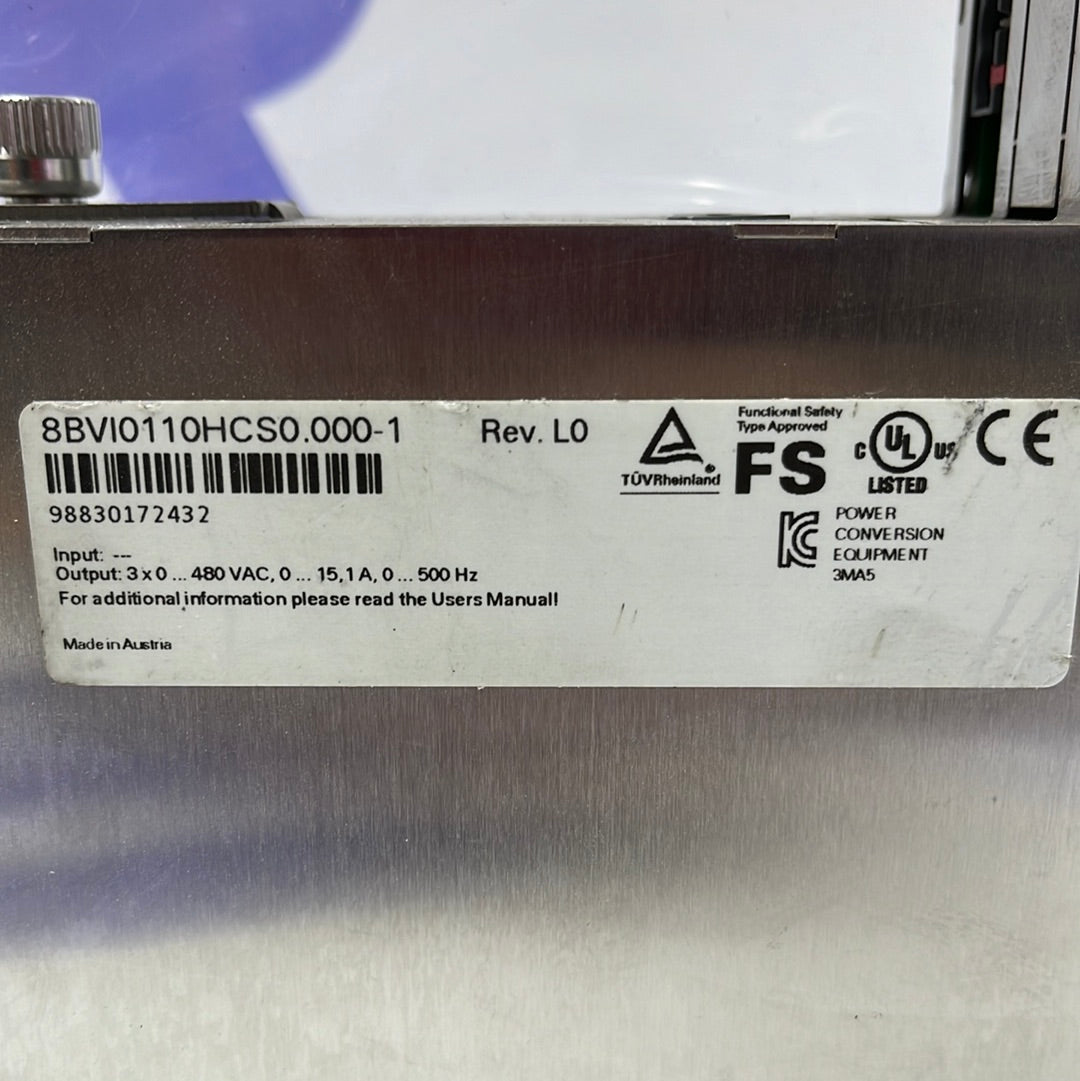 8BVI0110HCS0.000-1 Rev. L0
98830172432
Input: ---
Output: 3 x 0 ... 480 VAC, 0 ... 15,1 A, 0 ... 500 Hz
For additional information please read the Users Manual!
Made in Austria
TÜVRheinland
Functional Safety
Type Approved
FS
c UL US
LISTED
CE
KC
POWER
CONVERSION
EQUIPMENT
3MA5